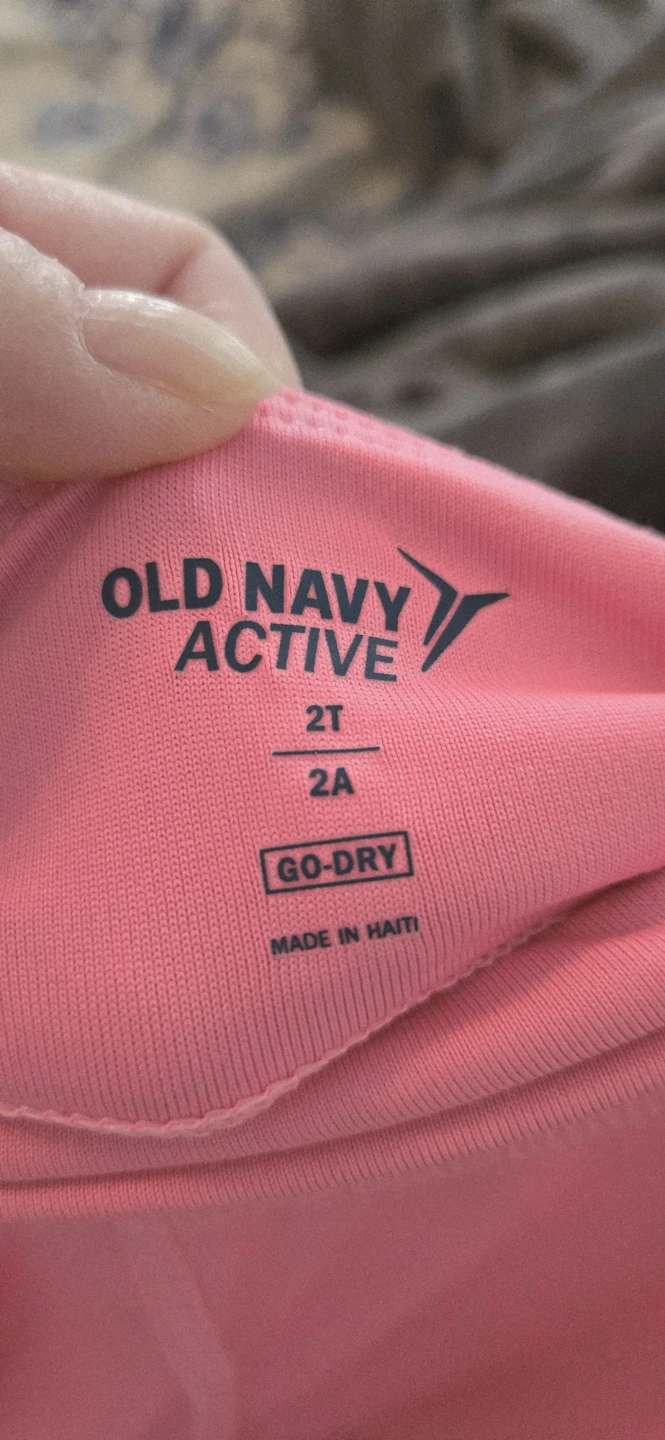 OLD NAVY
ACTIVE
2T
2A
GO-DRY
MADE IN HAITI